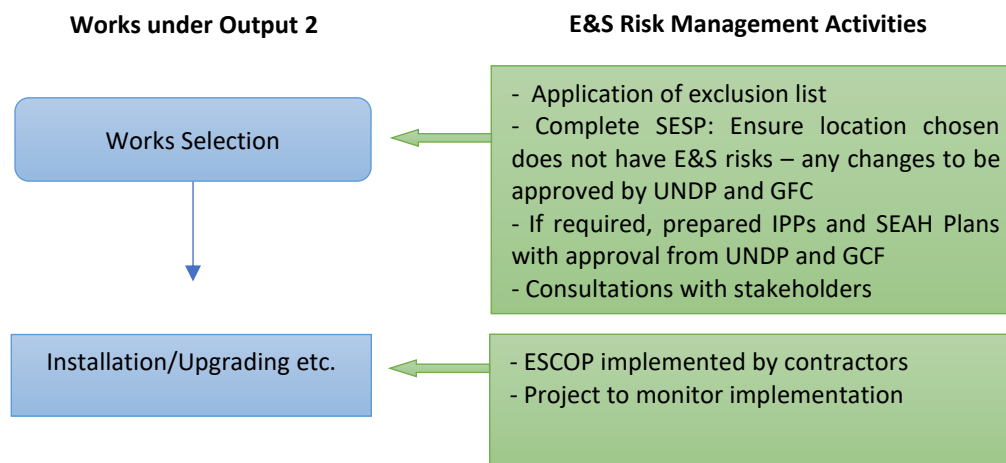 Works under Output 2
E&S Risk Management Activities
Works Selection
- Application of exclusion list
- Complete SESP: Ensure location chosen
does not have E&S risks – any changes to be
approved by UNDP and GFC
- If required, prepared IPPs and SEAH Plans
with approval from UNDP and GCF
- Consultations with stakeholders
Installation/Upgrading etc.
- ESCOP implemented by contractors
- Project to monitor implementation